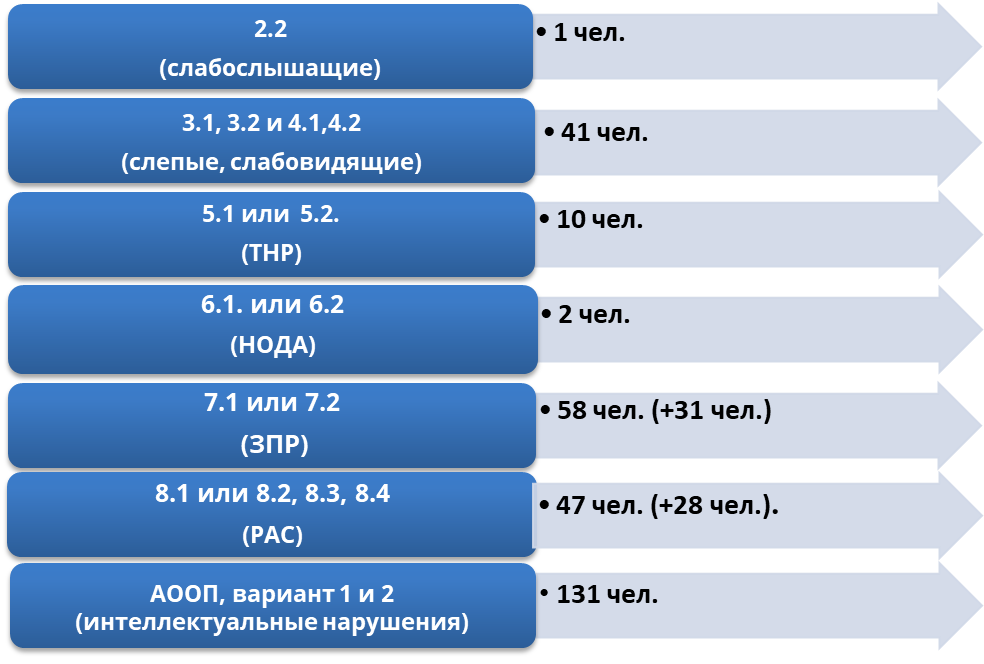 2.2
(слабослышащие)
• 1 чел.
3.1, 3.2 и 4.1,4.2
(слепые, слабовидящие)
• 41 чел.
5.1 или 5.2.
(ТНР)
• 10 чел.
6.1. или 6.2
(НОДА)
• 2 чел.
7.1 или 7.2
(ЗПР)
• 58 чел. (+31 чел.)
8.1 или 8.2, 8.3, 8.4
(РАС)
• 47 чел. (+28 чел.).
АООП, вариант 1 и 2
(интеллектуальные нарушения)
• 131 чел.